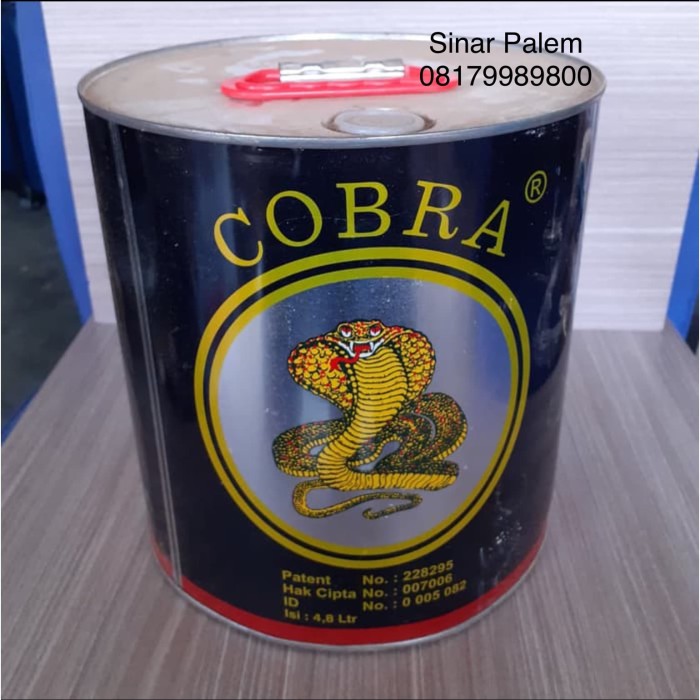 Sinar Palem
08179989800
COBRA ®
Patent No. : 228295
Hak Cipta No. : 007006
ID No. : 0 005 082
Isi : 4,8 Ltr